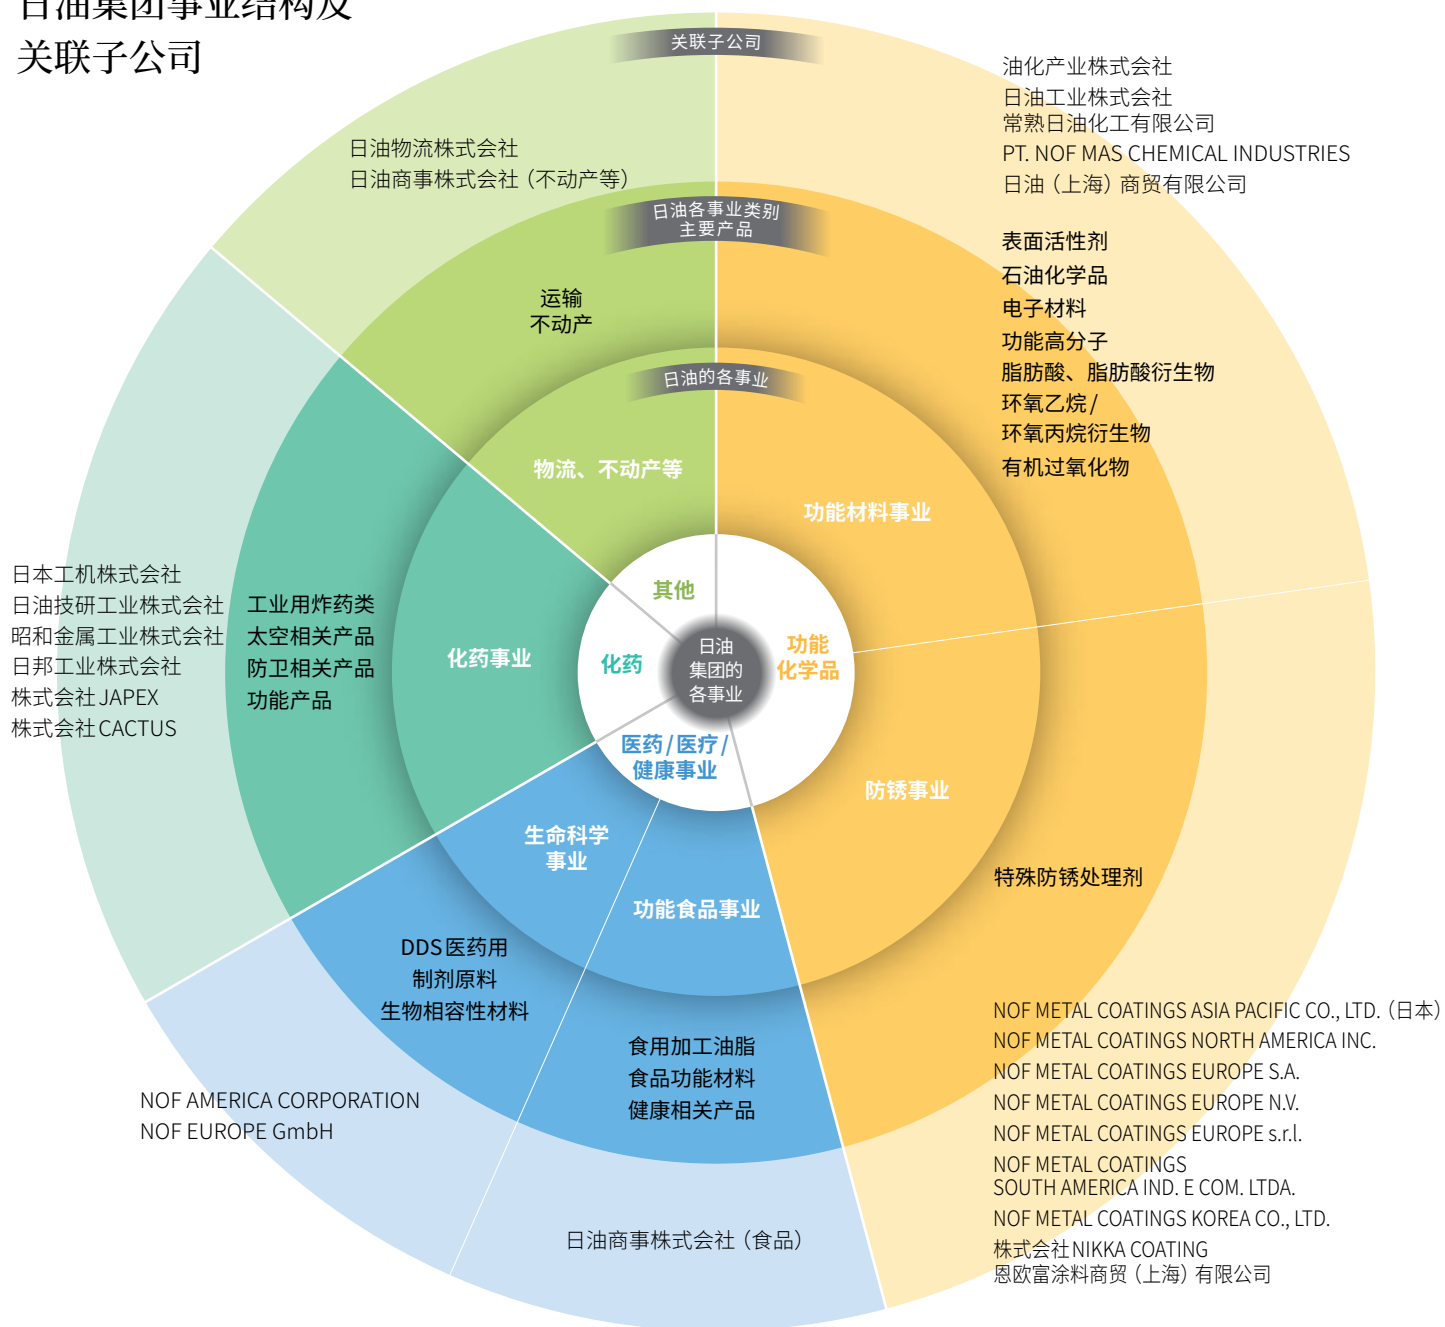 日油集团事业结构及
关联子公司
关联子公司
日油物流株式会社
日油商事株式会社（不动产等）
油化产业株式会社
日油工业株式会社
常熟日油化工有限公司
PT. NOF MAS CHEMICAL INDUSTRIES
日油（上海）商贸有限公司
日油各事业类别
主要产品
运输
不动产
表面活性剂
石油化学品
电子材料
功能高分子
脂肪酸、脂肪酸衍生物
环氧乙烷/
环氧丙烷衍生物
有机过氧化物
日油的各事业
物流、不动产等
功能材料事业
其他
功能
化学品
化药
日油
集团的
各事业
医药/医疗/
健康事业
化药事业
日本工机株式会社
日油技研工业株式会社
昭和金属工业株式会社
日邦工业株式会社
株式会社JAPEX
株式会社CACTUS
工业用炸药类
太空相关产品
防卫相关产品
功能产品
防锈事业
生命科学
事业
功能食品事业
特殊防锈处理剂
DDS医药用
制剂原料
生物相容性材料
食用加工油脂
食品功能材料
健康相关产品
NOF AMERICA CORPORATION
NOF EUROPE GmbH
日油商事株式会社（食品）
NOF METAL COATINGS ASIA PACIFIC CO., LTD.（日本）
NOF METAL COATINGS NORTH AMERICA INC.
NOF METAL COATINGS EUROPE S.A.
NOF METAL COATINGS EUROPE N.V.
NOF METAL COATINGS EUROPE s.r.l.
NOF METAL COATINGS
SOUTH AMERICA IND. E COM. LTDA.
NOF METAL COATINGS KOREA CO., LTD.
株式会社NIKKA COATING
恩欧富涂料商贸（上海）有限公司